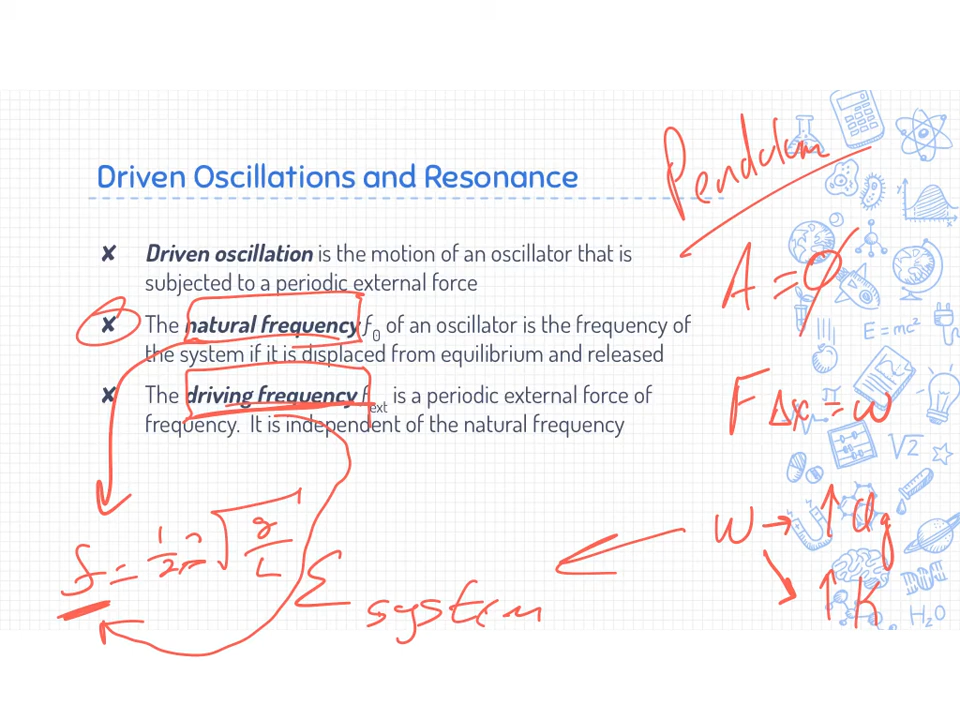 Pendulum
Driven Oscillations and Resonance
✘ Driven oscillation is the motion of an oscillator that is
subjected to a periodic external force
A = ∅
✘ The natural frequency f₀ of an oscillator is the frequency of
the system if it is displaced from equilibrium and released
E = mc²
✘ The driving frequency f_ext is a periodic external force of
frequency. It is independent of the natural frequency
F Δx = w
π
√2
w → ↑ Ug
↑ K
f = 1/2π √g/L
Σ system
H₂O